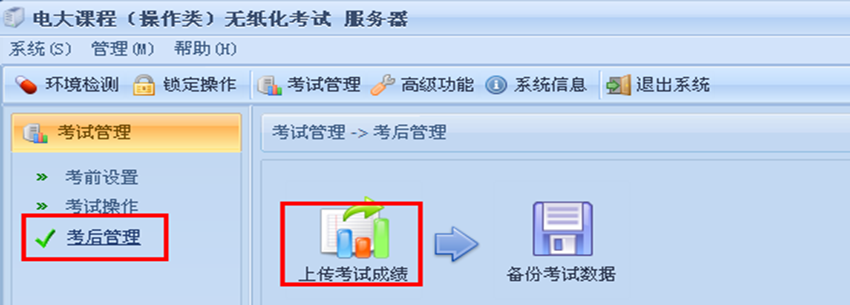 电大课程（操作类）无纸化考试 服务器
系统(S) 管理(M) 帮助(H)
环境检测 锁定操作 考试管理 高级功能 系统信息 退出系统
考试管理
考试管理 -> 考后管理
考前设置
考试操作
考后管理
上传考试成绩 备份考试数据